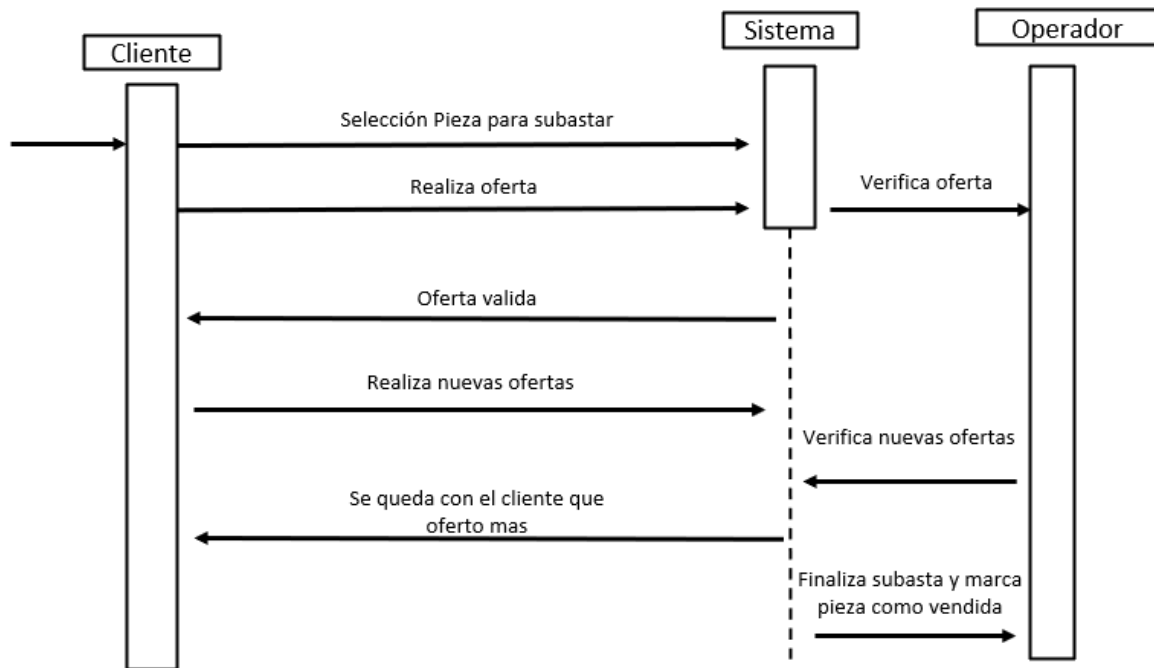 Cliente
Sistema
Operador
Selección Pieza para subastar
Realiza oferta
Verifica oferta
Oferta valida
Realiza nuevas ofertas
Verifica nuevas ofertas
Se queda con el cliente que
oferto mas
Finaliza subasta y marca
pieza como vendida